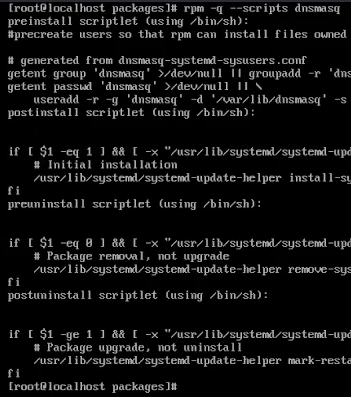 [root@localhost packages]# rpm -q --scripts dnsmasq
preinstall scriptlet (using /bin/sh):
#precreate users so that rpm can install files owned
# generated from dnsmasq-systemd-sysusers.conf
getent group 'dnsmasq' >/dev/null || groupadd -r 'dns
getent passwd 'dnsmasq' >/dev/null || \
useradd -r -g 'dnsmasq' -d '/var/lib/dnsmasq' -s
postinstall scriptlet (using /bin/sh):
if [ $1 -eq 1 ] && [ -x "/usr/lib/systemd/systemd-upd
# Initial installation
/usr/lib/systemd/systemd-update-helper install-sy
fi
preuninstall scriptlet (using /bin/sh):
if [ $1 -eq 0 ] && [ -x "/usr/lib/systemd/systemd-upd
# Package removal, not upgrade
/usr/lib/systemd/systemd-update-helper remove-sys
fi
postuninstall scriptlet (using /bin/sh):
if [ $1 -ge 1 ] && [ -x "/usr/lib/systemd/systemd-upd
# Package upgrade, not uninstall
/usr/lib/systemd/systemd-update-helper mark-resta
fi
[root@localhost packages]#